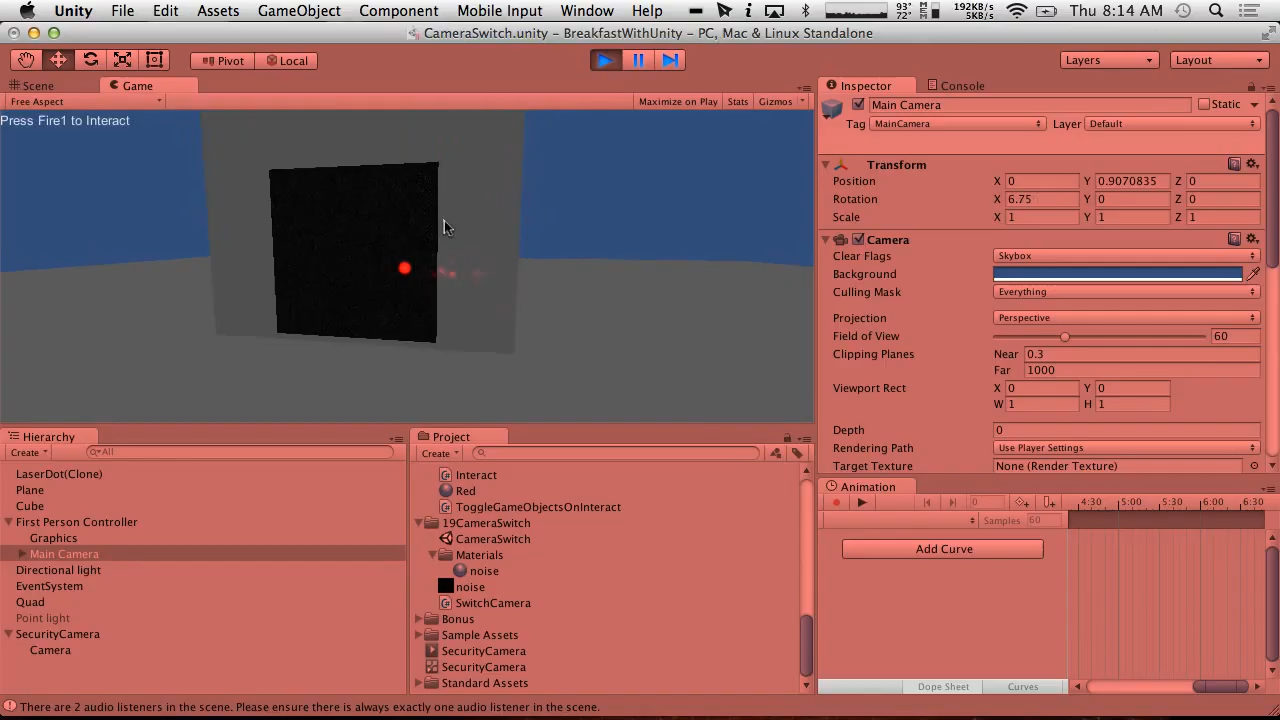 Unity File Edit Assets GameObject Component Mobile Input Window Help 93° 72° MEM 192KB/S 5KB/S Thu 8:14 AM
CameraSwitch.unity – BreakfastWithUnity – PC, Mac & Linux Standalone
Pivot Local Layers Layout
Scene Game
Free Aspect Maximize on Play Stats Gizmos
Press Fire1 to Interact
Inspector Console
Main Camera Static
Tag MainCamera Layer Default
Transform
Position X 0 Y 0.9070835 Z 0
Rotation X 6.75 Y 0 Z 0
Scale X 1 Y 1 Z 1
Camera
Clear Flags Skybox
Background
Culling Mask Everything
Projection Perspective
Field of View 60
Clipping Planes Near 0.3
Far 1000
Viewport Rect X 0 Y 0
W 1 H 1
Depth 0
Rendering Path Use Player Settings
Target Texture None (Render Texture)
Hierarchy
Create All
LaserDot(Clone)
Plane
Cube
First Person Controller
Graphics
Main Camera
Directional light
EventSystem
Quad
Point light
SecurityCamera
Camera
Project
Create
Interact
Red
ToggleGameObjectsOnInteract
19CameraSwitch
CameraSwitch
Materials
noise
noise
SwitchCamera
Bonus
Sample Assets
SecurityCamera
SecurityCamera
Standard Assets
Animation
0 4:30 5:00 5:30 6:00 6:30
Samples 60
Add Curve
Dope Sheet Curves
There are 2 audio listeners in the scene. Please ensure there is always exactly one audio listener in the scene.